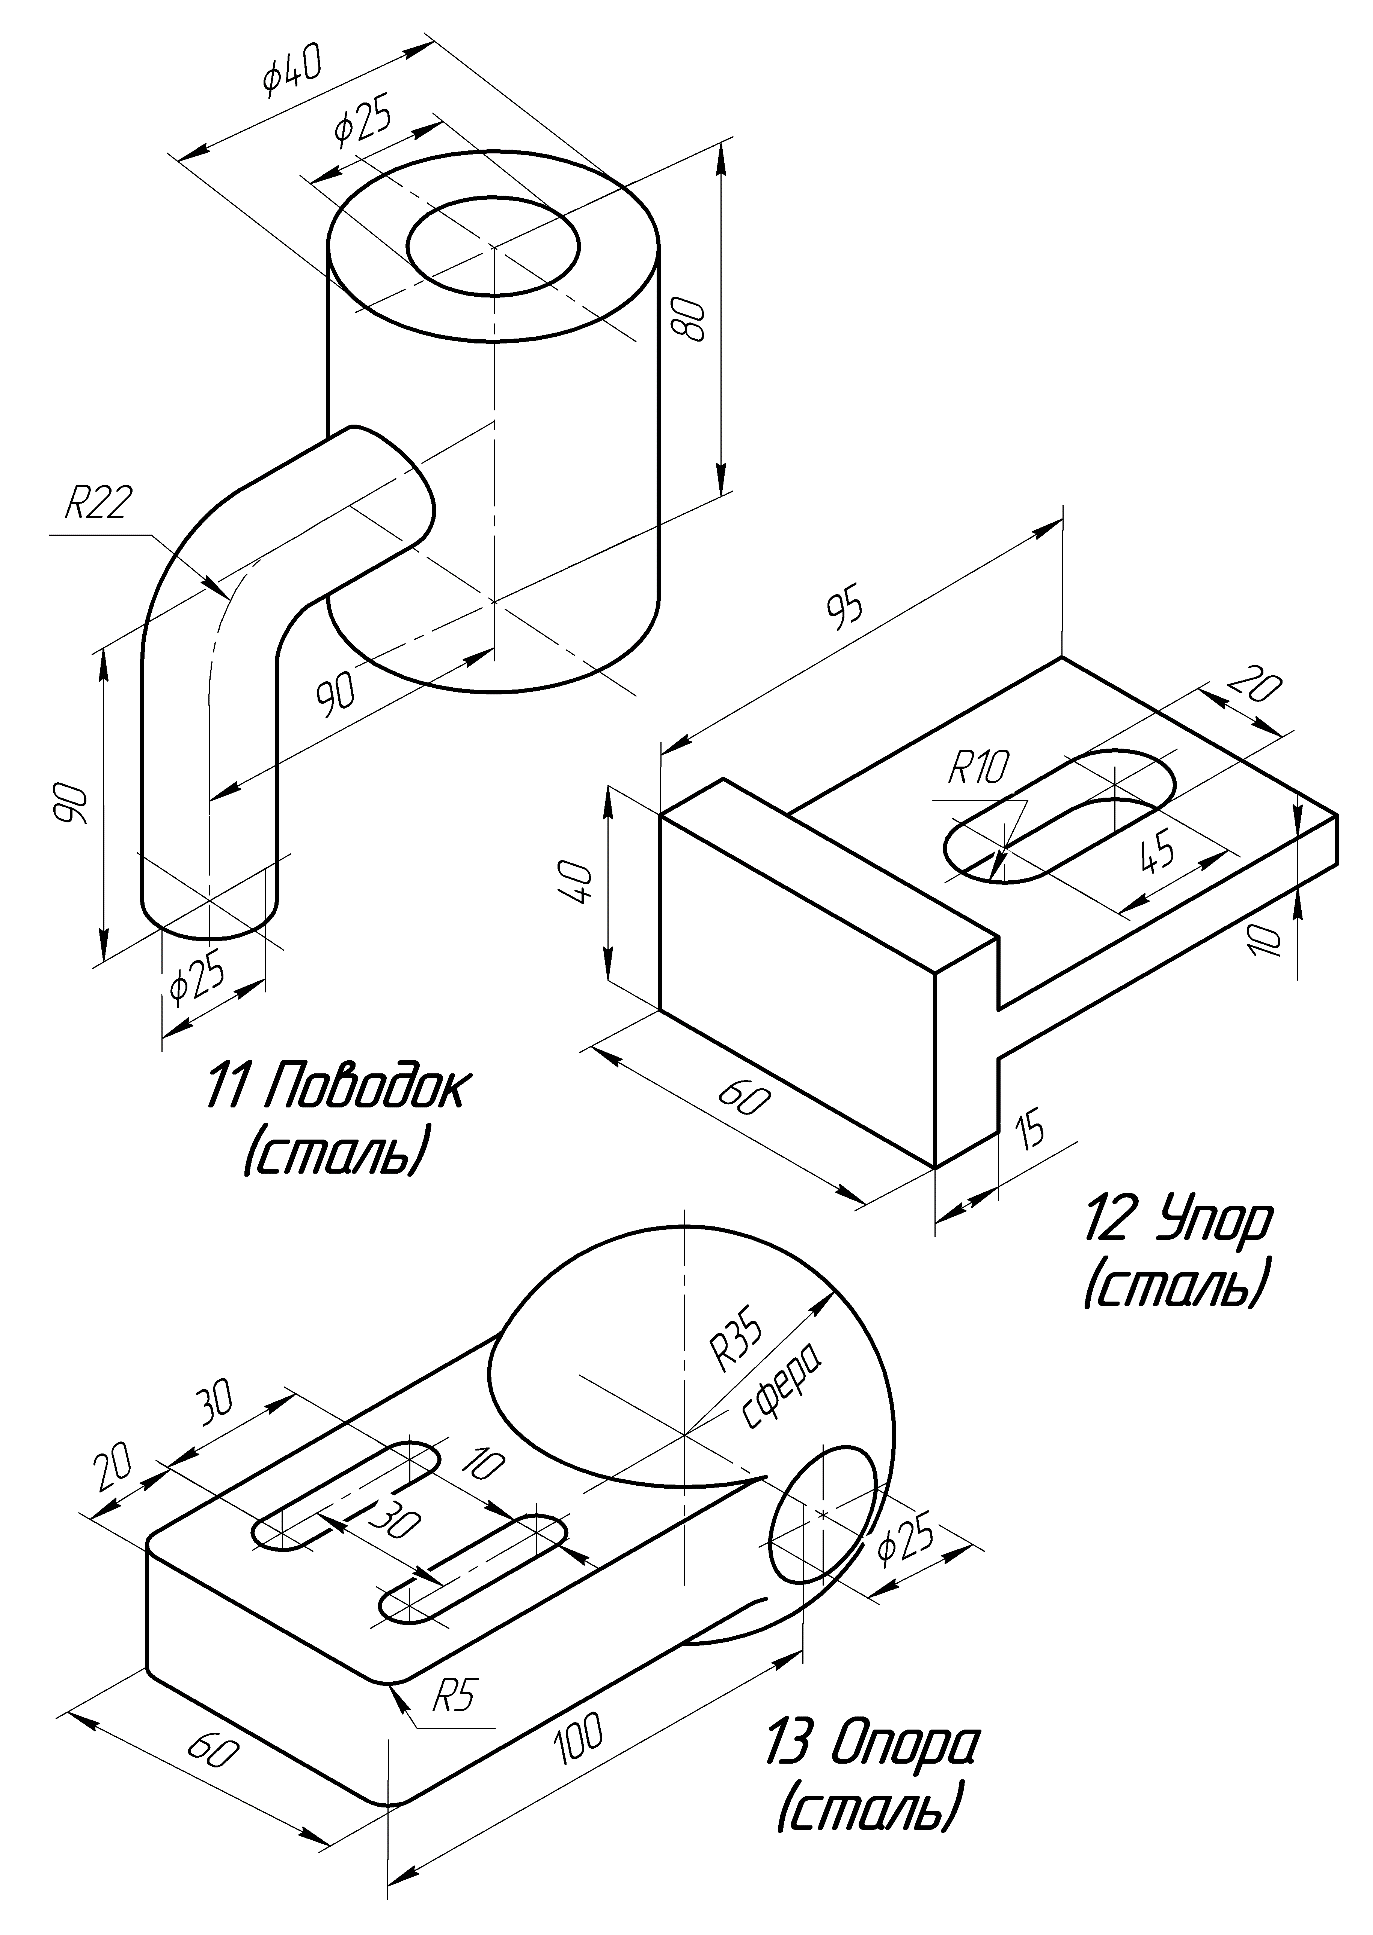 ϕ40
ϕ25
80
R22
90
90
ϕ25
11 Поводок
(сталь)
95
20
R10
45
40
10
60
15
12 Упор
(сталь)
R35
сфера
30
20
10
30
ϕ25
R5
60
100
13 Опора
(сталь)